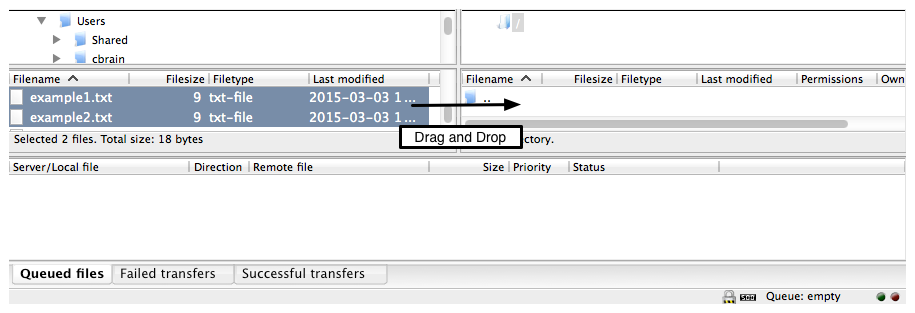 Users
/
Shared
cbrain
Filename Filesize Filetype Last modified
Filename Filesize Filetype Last modified Permissions Own
example1.txt 9 txt-file 2015-03-03 1...
..
example2.txt 9 txt-file 2015-03-03 1...
Selected 2 files. Total size: 18 bytes
Drag and Drop
ctory.
Server/Local file Direction Remote file Size Priority Status
Queued files Failed transfers Successful transfers
Queue: empty